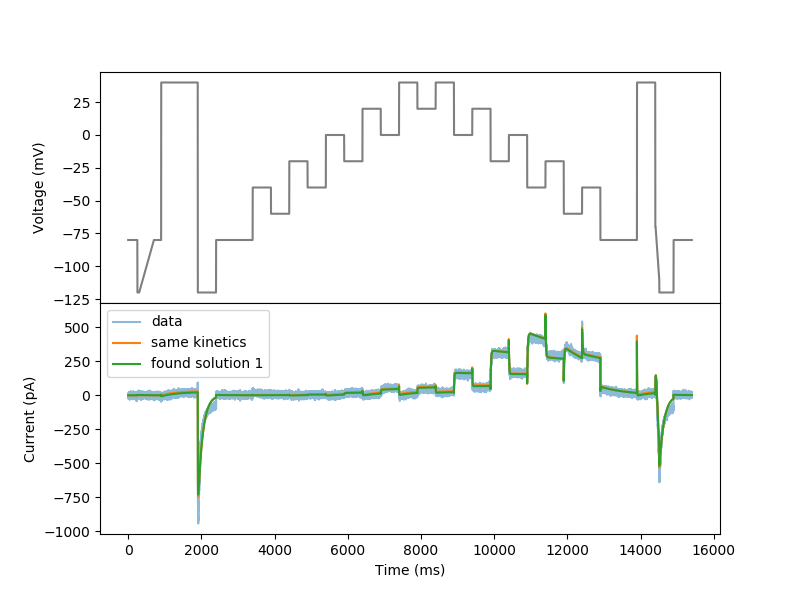 25
0
−25
−50
−75
−100
−125
Voltage (mV)
data
same kinetics
found solution 1
500
250
0
−250
−500
−750
−1000
Current (pA)
0 2000 4000 6000 8000 10000 12000 14000 16000
Time (ms)